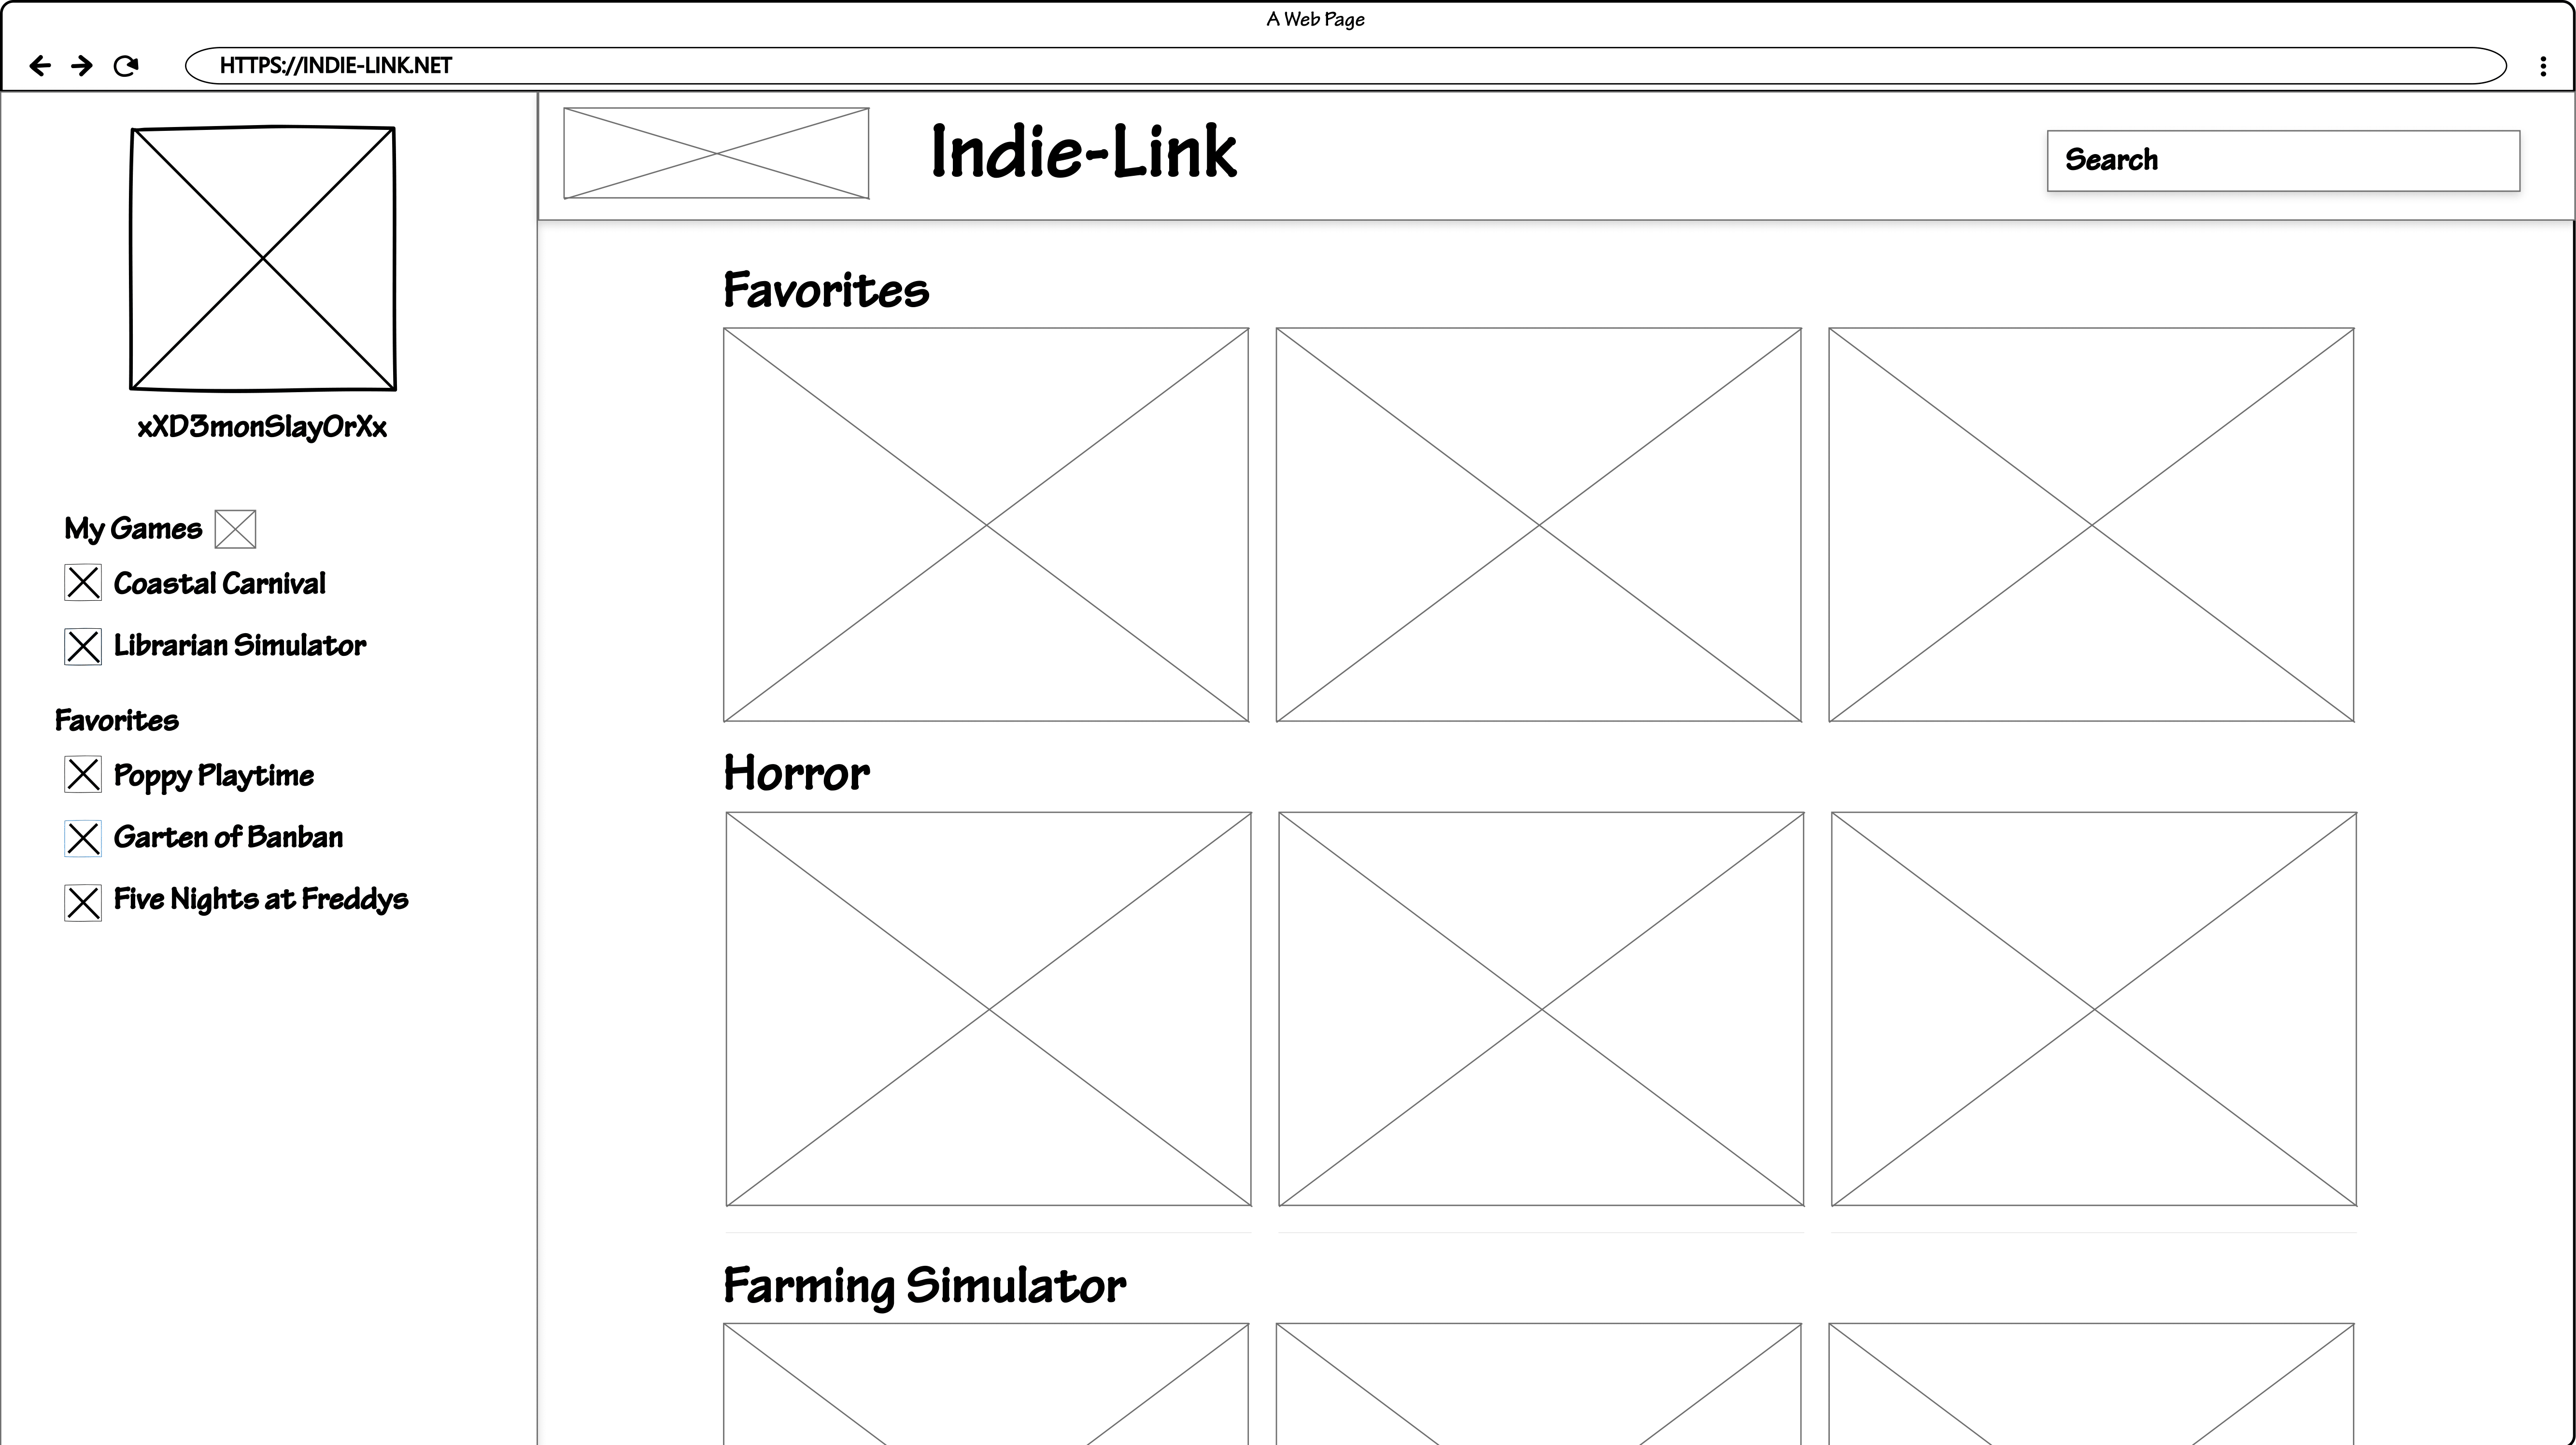 A Web Page
HTTPS://INDIE-LINK.NET
Indie-Link
Search
xXD3monSlayOrXx
My Games
Coastal Carnival
Librarian Simulator
Favorites
Poppy Playtime
Garten of Banban
Five Nights at Freddys
Favorites
Horror
Farming Simulator